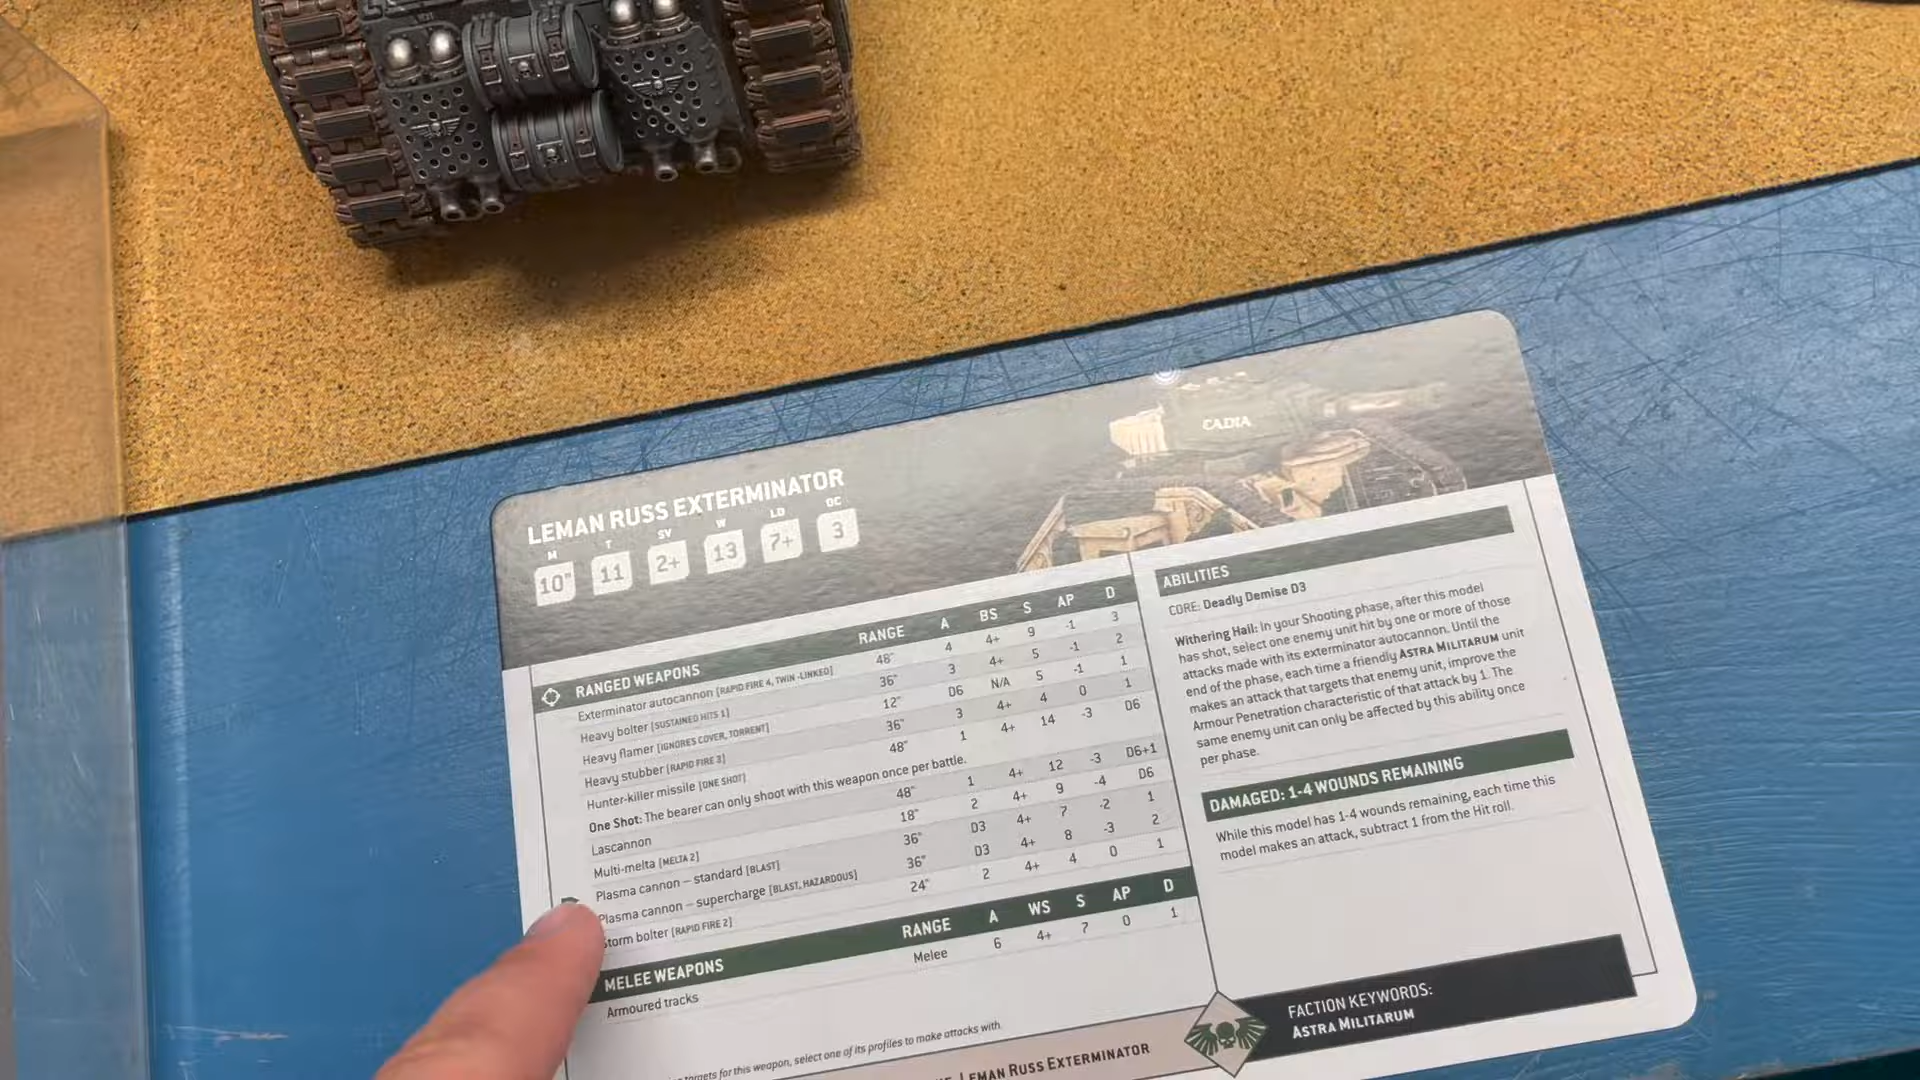 CADIA
LEMAN RUSS EXTERMINATOR
M T SV W LD OC
10" 11 2+ 13 7+ 3
RANGED WEAPONS RANGE A BS S AP D
Exterminator autocannon [RAPID FIRE 4, TWIN-LINKED] 48" 4 4+ 9 -1 3
Heavy bolter [SUSTAINED HITS 1] 36" 3 4+ 5 -1 2
Heavy flamer [IGNORES COVER, TORRENT] 12" D6 N/A 5 -1 1
Heavy stubber [RAPID FIRE 3] 36" 3 4+ 4 0 1
Hunter-killer missile [ONE SHOT] 48" 1 4+ 14 -3 D6
One Shot: The bearer can only shoot with this weapon once per battle.
Lascannon 48" 1 4+ 12 -3 D6+1
Multi-melta [MELTA 2] 18" 2 4+ 9 -4 D6
Plasma cannon – standard [BLAST] 36" D3 4+ 7 -2 1
Plasma cannon – supercharge [BLAST, HAZARDOUS] 36" D3 4+ 8 -3 2
Storm bolter [RAPID FIRE 2] 24" 2 4+ 4 0 1
MELEE WEAPONS RANGE A WS S AP D
Armoured tracks Melee 6 4+ 7 0 1
targets for this weapon, select one of its profiles to make attacks with.
LEMAN RUSS EXTERMINATOR
ABILITIES
CORE: Deadly Demise D3
Withering Hail: In your Shooting phase, after this model
has shot, select one enemy unit hit by one or more of those
attacks made with its exterminator autocannon. Until the
end of the phase, each time a friendly ASTRA MILITARUM unit
makes an attack that targets that enemy unit, improve the
Armour Penetration characteristic of that attack by 1. The
same enemy unit can only be affected by this ability once
per phase.
DAMAGED: 1-4 WOUNDS REMAINING
While this model has 1-4 wounds remaining, each time this
model makes an attack, subtract 1 from the Hit roll.
FACTION KEYWORDS:
ASTRA MILITARUM